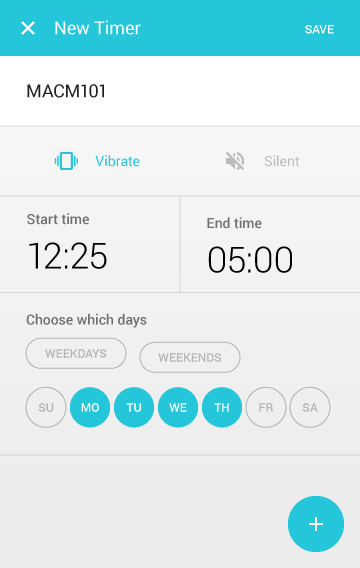 New Timer
SAVE
MACM101
Vibrate
Silent
Start time
End time
12:25
05:00
Choose which days
WEEKDAYS
WEEKENDS
SU MO TU WE TH FR SA